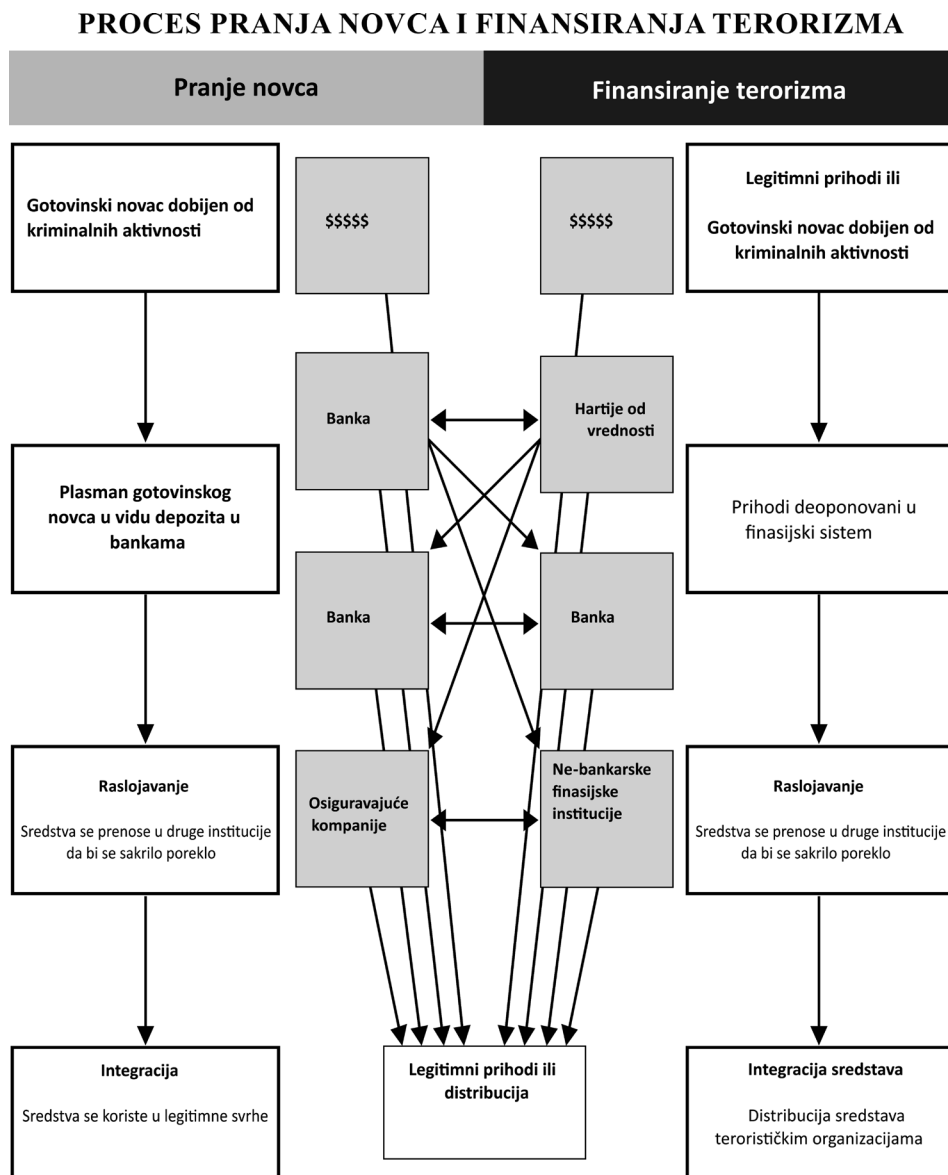 PROCES PRANJA NOVCA I FINANSIRANJA TERORIZMA
Pranje novca
Finansiranje terorizma
Gotovinski novac dobijen od
kriminalnih aktivnosti
$$$$$
$$$$$
Legitimni prihodi ili
Gotovinski novac dobijen od
kriminalnih aktivnosti
Banka
Hartije od
vrednosti
Plasman gotovinskog
novca u vidu depozita u
bankama
Prihodi deoponovani u
finasijski sistem
Banka
Banka
Raslojavanje
Sredstva se prenose u druge institucije
da bi se sakrilo poreklo
Osiguravajuće
kompanije
Ne-bankarske
finasijske
institucije
Raslojavanje
Sredstva se prenose u druge institucije
da bi se sakrilo poreklo
Integracija
Sredstva se koriste u legitimne svrhe
Legitimni prihodi ili
distribucija
Integracija sredstava
Distribucija sredstava
terorističkim organizacijama